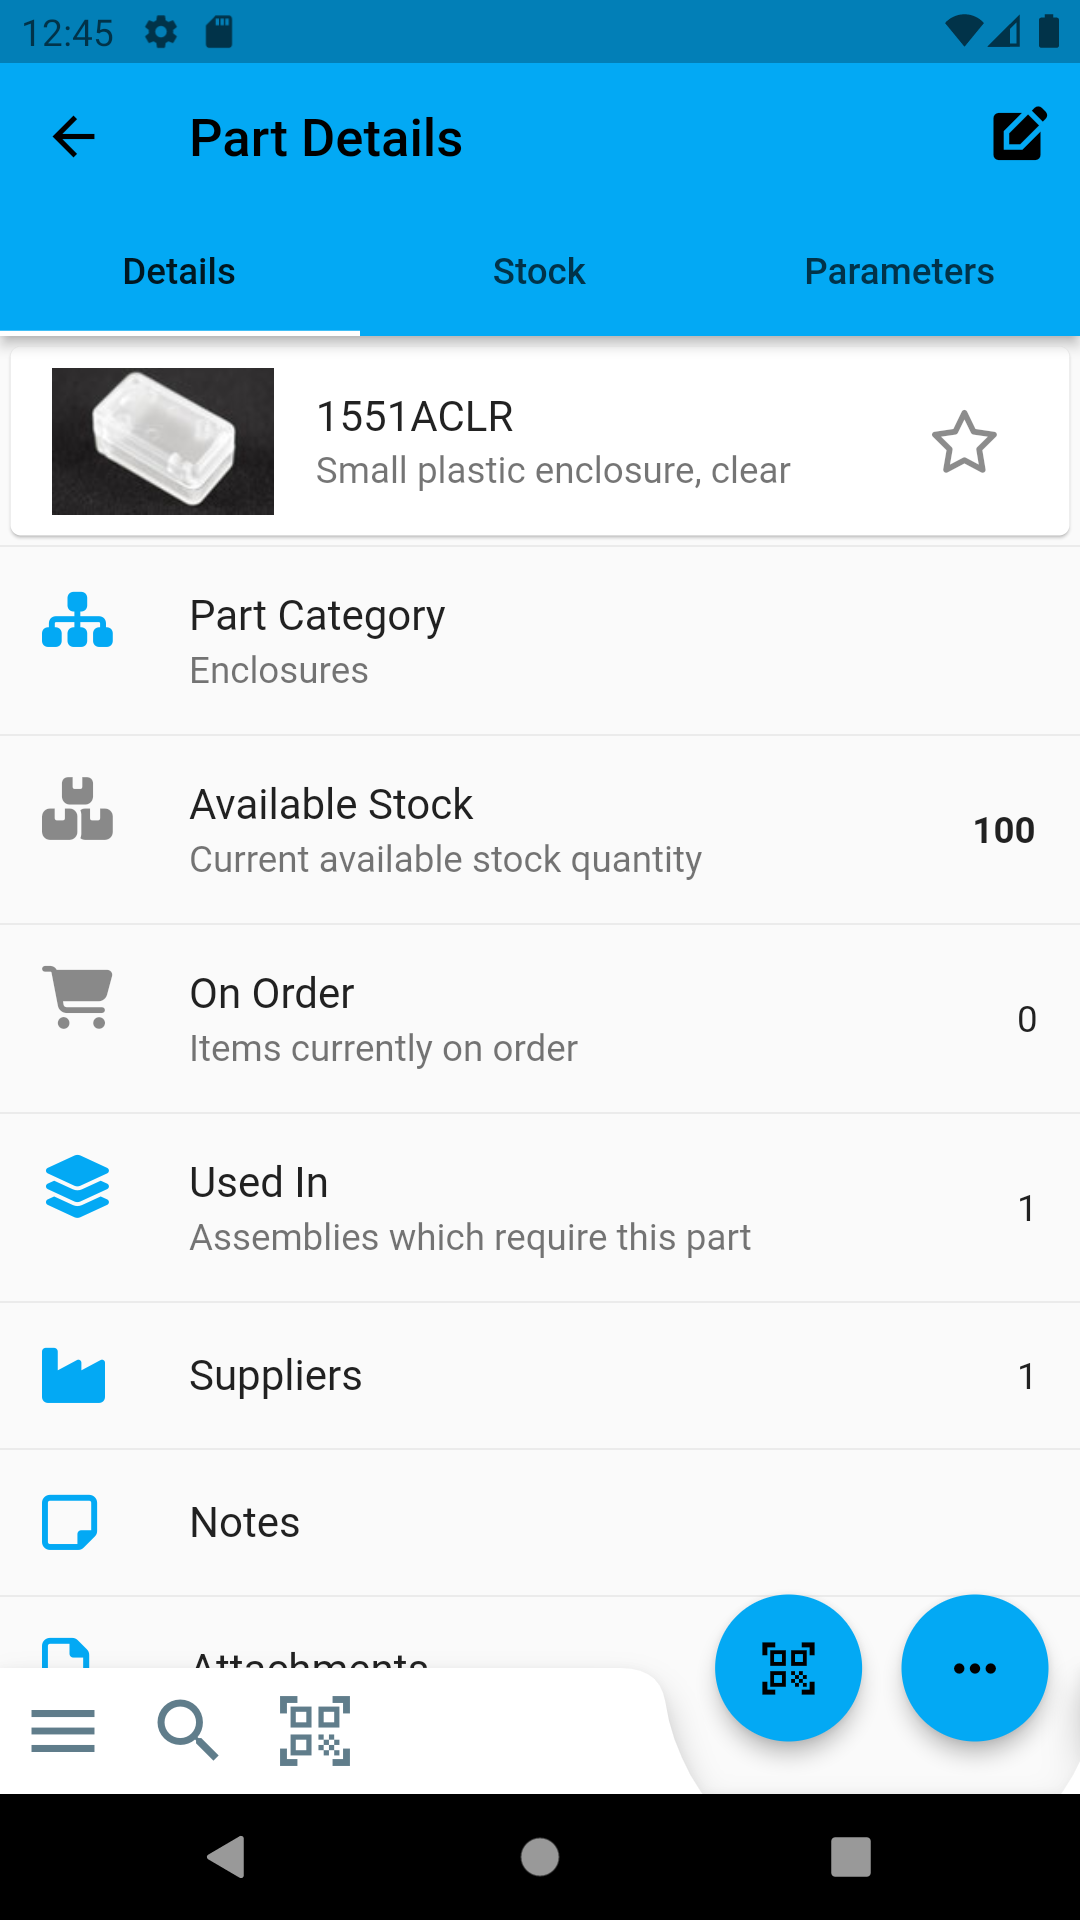 12:45
Part Details
Details
Stock
Parameters
1551ACLR
Small plastic enclosure, clear
Part Category
Enclosures
Available Stock
Current available stock quantity
100
On Order
Items currently on order
0
Used In
Assemblies which require this part
1
Suppliers
1
Notes
Attachments